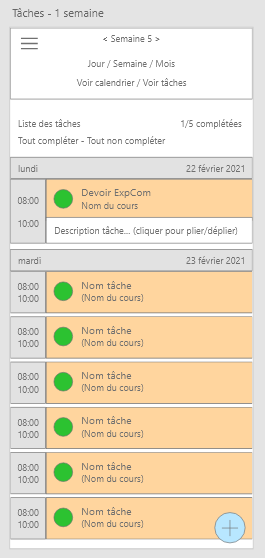 Tâches - 1 semaine
< Semaine 5 >
Jour / Semaine / Mois
Voir calendrier / Voir tâches
Liste des tâches 1/5 complétées
Tout compléter - Tout non compléter
lundi 22 février 2021
08:00 Devoir ExpCom
Nom du cours
10:00
Description tâche... (cliquer pour plier/déplier)
mardi 23 février 2021
08:00 Nom tâche
10:00 (Nom du cours)
08:00 Nom tâche
10:00 (Nom du cours)
08:00 Nom tâche
10:00 (Nom du cours)
08:00 Nom tâche
10:00 (Nom du cours)
08:00 Nom tâche
10:00 (Nom du cours)
08:00 Nom tâche
10:00 (Nom du cours)